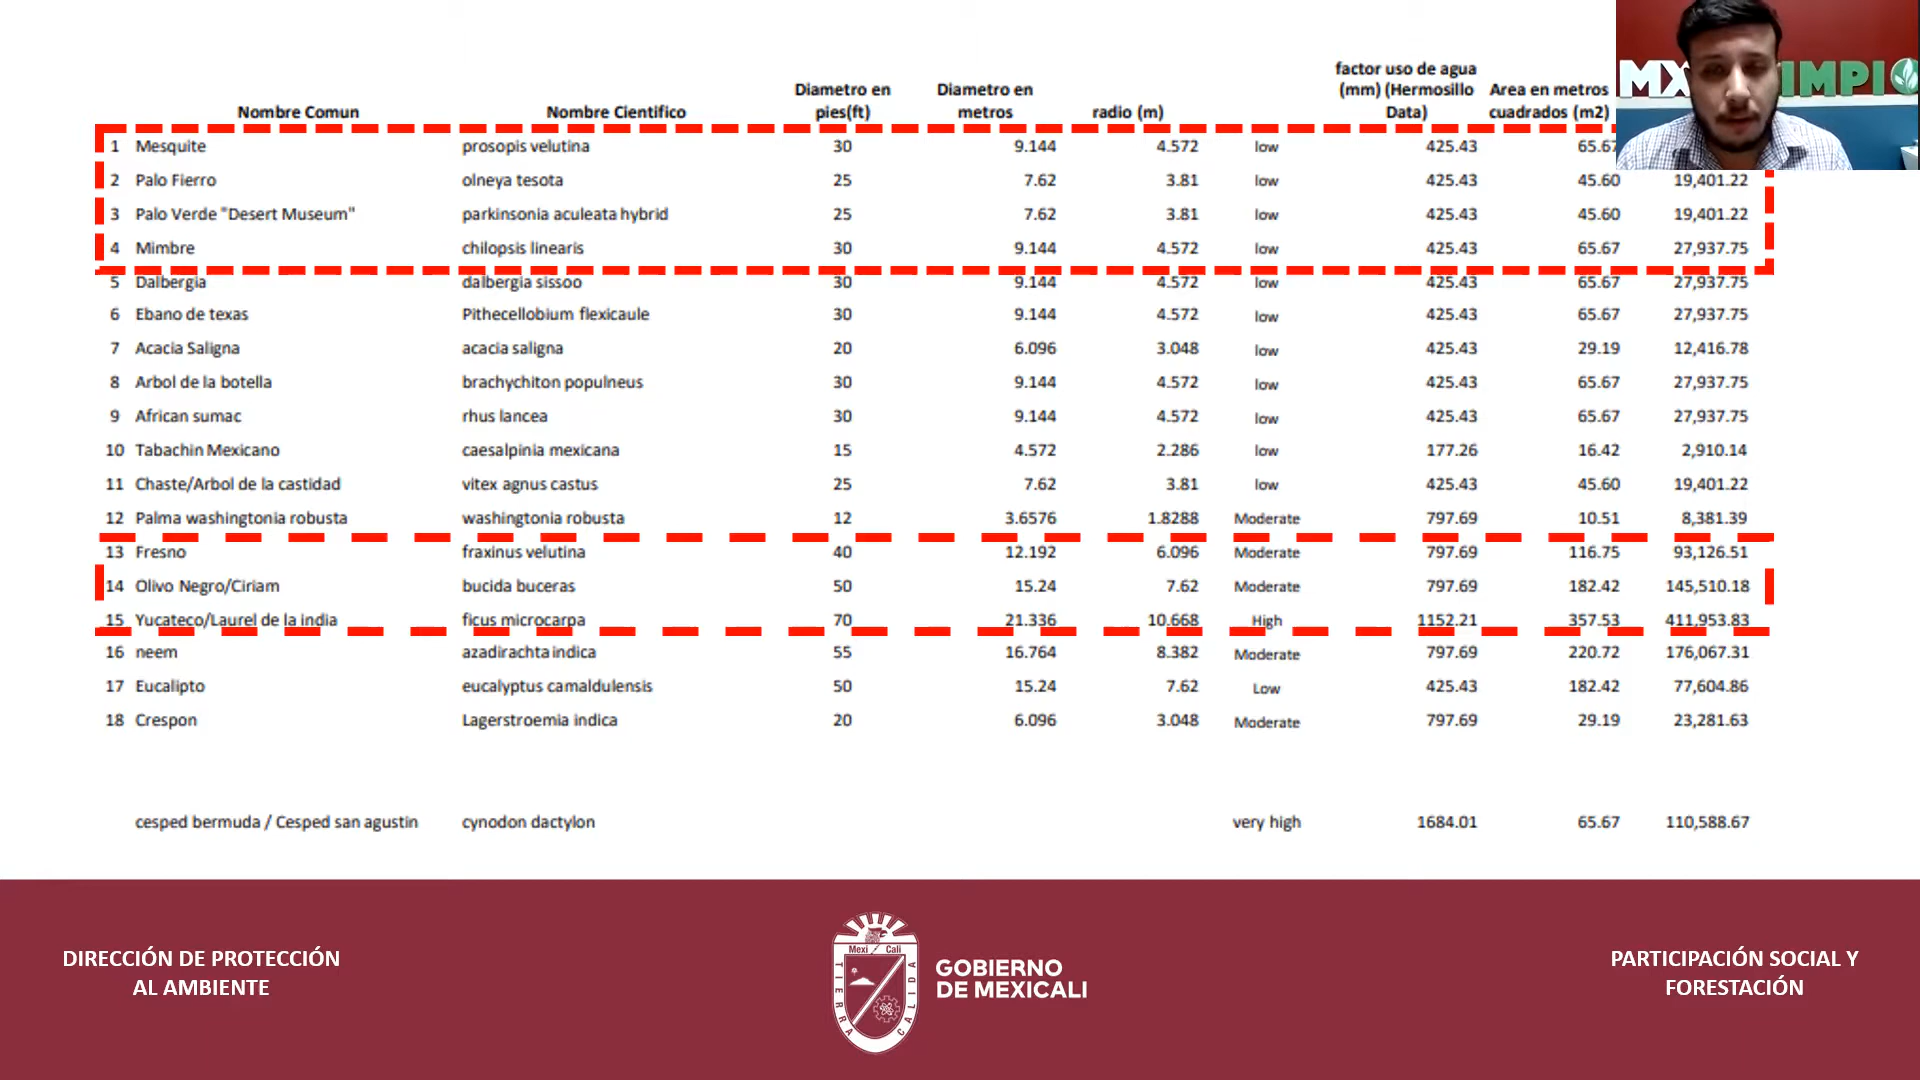 factor uso de agua
Diametro en Diametro en (mm) (Hermosillo Area en metros
Nombre Comun Nombre Cientifico pies(ft) metros radio (m) Data) cuadrados (m2)
1 Mesquite prosopis velutina 30 9.144 4.572 low 425.43 65.67
2 Palo Fierro olneya tesota 25 7.62 3.81 low 425.43 45.60 19,401.22
3 Palo Verde "Desert Museum" parkinsonia aculeata hybrid 25 7.62 3.81 low 425.43 45.60 19,401.22
4 Mimbre chilopsis linearis 30 9.144 4.572 low 425.43 65.67 27,937.75
5 Dalbergia dalbergia sissoo 30 9.144 4.572 low 425.43 65.67 27,937.75
6 Ebano de texas Pithecellobium flexicaule 30 9.144 4.572 low 425.43 65.67 27,937.75
7 Acacia Saligna acacia saligna 20 6.096 3.048 low 425.43 29.19 12,416.78
8 Arbol de la botella brachychiton populneus 30 9.144 4.572 low 425.43 65.67 27,937.75
9 African sumac rhus lancea 30 9.144 4.572 low 425.43 65.67 27,937.75
10 Tabachin Mexicano caesalpinia mexicana 15 4.572 2.286 low 177.26 16.42 2,910.14
11 Chaste/Arbol de la castidad vitex agnus castus 25 7.62 3.81 low 425.43 45.60 19,401.22
12 Palma washingtonia robusta washingtonia robusta 12 3.6576 1.8288 Moderate 797.69 10.51 8,381.39
13 Fresno fraxinus velutina 40 12.192 6.096 Moderate 797.69 116.75 93,126.51
14 Olivo Negro/Ciriam bucida buceras 50 15.24 7.62 Moderate 797.69 182.42 145,510.18
15 Yucateco/Laurel de la india ficus microcarpa 70 21.336 10.668 High 1152.21 357.53 411,953.83
16 neem azadirachta indica 55 16.764 8.382 Moderate 797.69 220.72 176,067.31
17 Eucalipto eucalyptus camaldulensis 50 15.24 7.62 Low 425.43 182.42 77,604.86
18 Crespon Lagerstroemia indica 20 6.096 3.048 Moderate 797.69 29.19 23,281.63
cesped bermuda / Cesped san agustin cynodon dactylon very high 1684.01 65.67 110,588.67
MX IMPI
DIRECCIÓN DE PROTECCIÓN
AL AMBIENTE
Mexi Cali
TIERRA CALIDA
GOBIERNO
DE MEXICALI
PARTICIPACIÓN SOCIAL Y
FORESTACIÓN